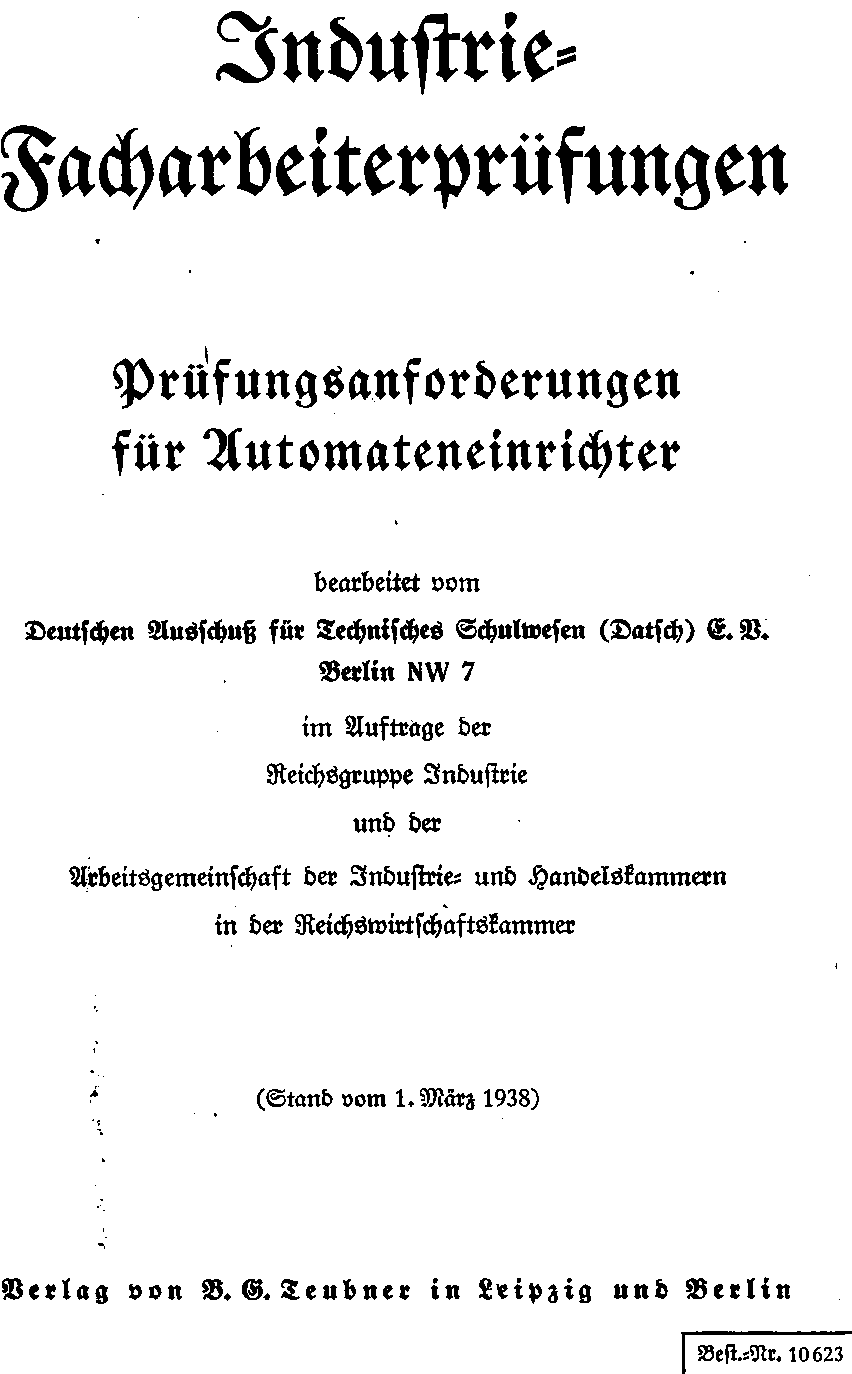 Industrie-
Facharbeiterprüfungen
Prüfungsanforderungen
für Automateneinrichter
bearbeitet vom
Deutschen Ausschuß für Technisches Schulwesen (Datsch) E. V.
Berlin NW 7
im Auftrage der
Reichsgruppe Industrie
und der
Arbeitsgemeinschaft der Industrie- und Handelskammern
in der Reichswirtschaftskammer
(Stand vom 1. März 1938)
Verlag von B. G. Teubner in Leipzig und Berlin
Best.-Nr. 10623